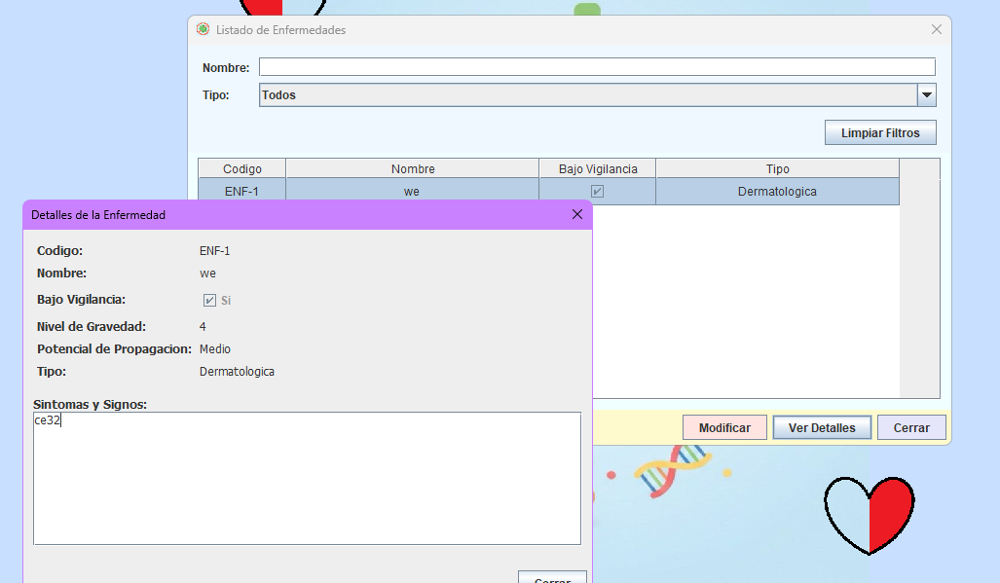 Listado de Enfermedades
Nombre:
Tipo: Todos
Limpiar Filtros
Codigo Nombre Bajo Vigilancia Tipo
ENF-1 we Dermatologica
Detalles de la Enfermedad
Codigo: ENF-1
Nombre: we
Bajo Vigilancia: Si
Nivel de Gravedad: 4
Potencial de Propagacion: Medio
Tipo: Dermatologica
Sintomas y Signos:
ce32
Modificar Ver Detalles Cerrar
Cerrar